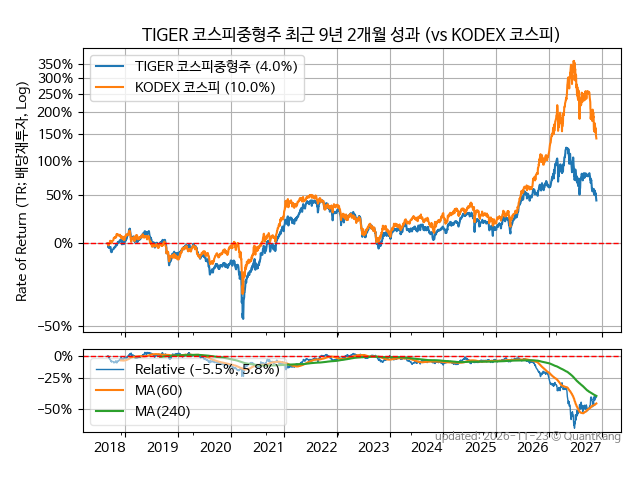 TIGER 코스피중형주 최근 9년 2개월 성과 (vs KODEX 코스피)
Rate of Return (TR: 배당재투자, Log)
350%
300%
250%
200%
150%
100%
50%
0%
−50%
TIGER 코스피중형주 (4.0%)
KODEX 코스피 (10.0%)
0%
−25%
−50%
Relative (−5.5%, 5.8%)
MA(60)
MA(240)
updated: 2026-11-23 © QuantKang
2018 2019 2020 2021 2022 2023 2024 2025 2026 2027